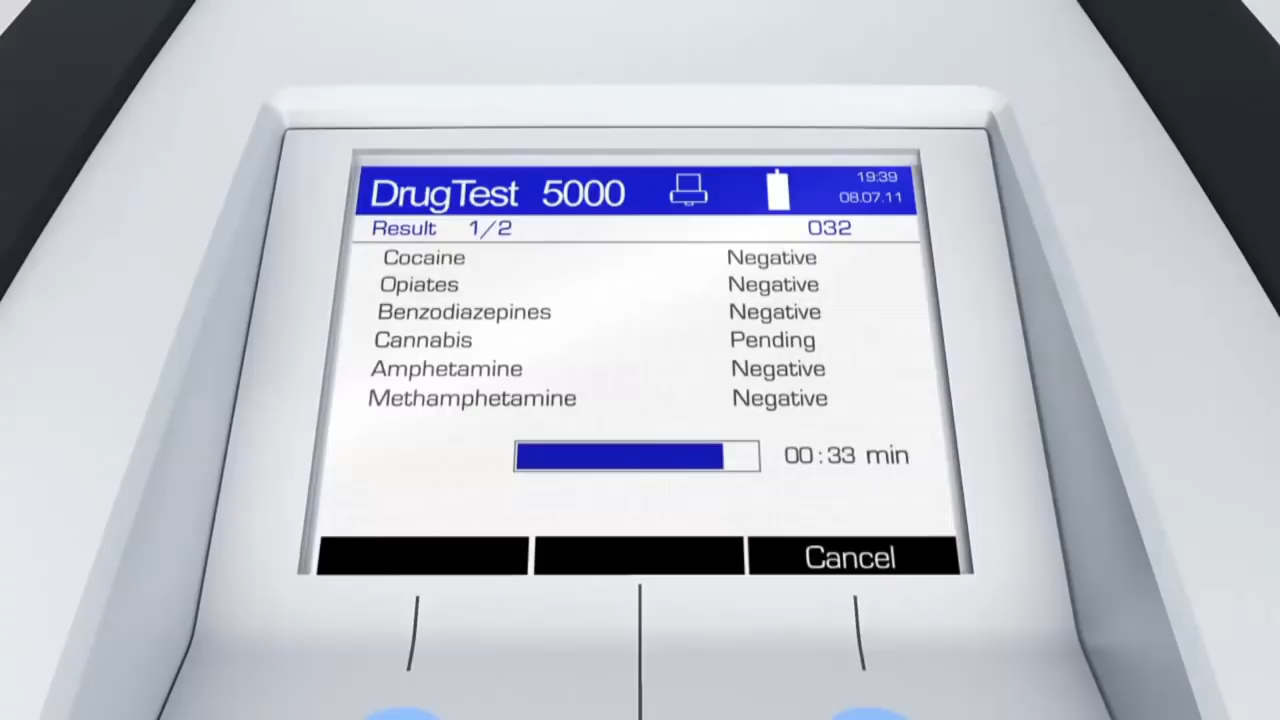 DrugTest 5000
19:39
08.07.11
Result 1/2 032
Cocaine Negative
Opiates Negative
Benzodiazepines Negative
Cannabis Pending
Amphetamine Negative
Methamphetamine Negative
00:33 min
Cancel